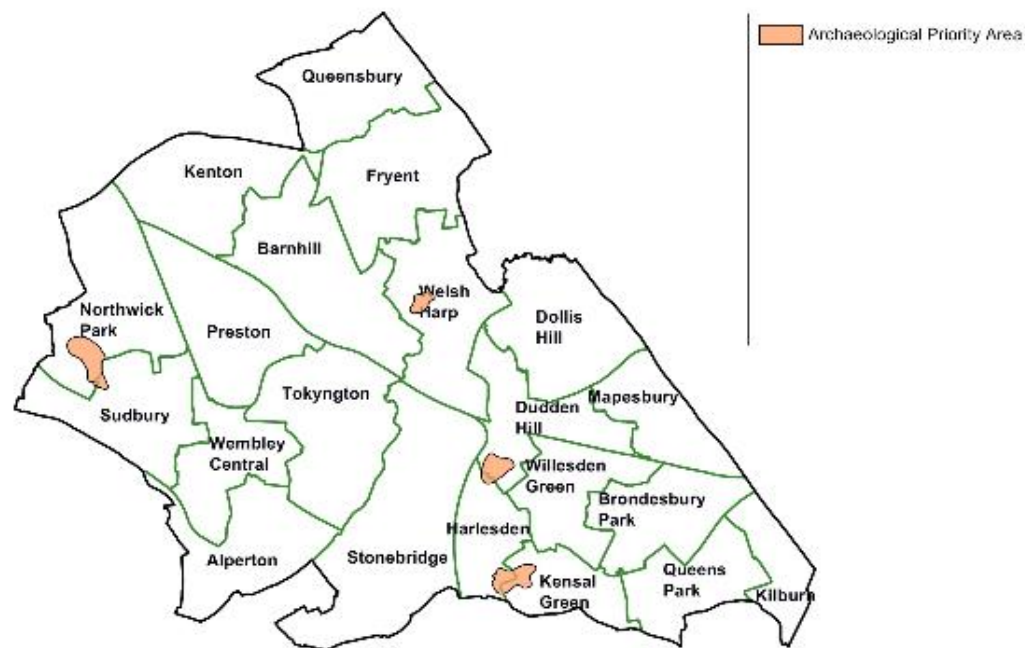 Archaeological Priority Area
Queensbury
Kenton
Fryent
Barnhill
Welsh
Harp
Northwick
Park
Preston
Dollis
Hill
Sudbury
Tokyngton
Mapesbury
Dudden
Hill
Wembley
Central
Willesden
Green
Brondesbury
Park
Harlesden
Alperton
Stonebridge
Kensal
Green
Queens
Park
Kilburn